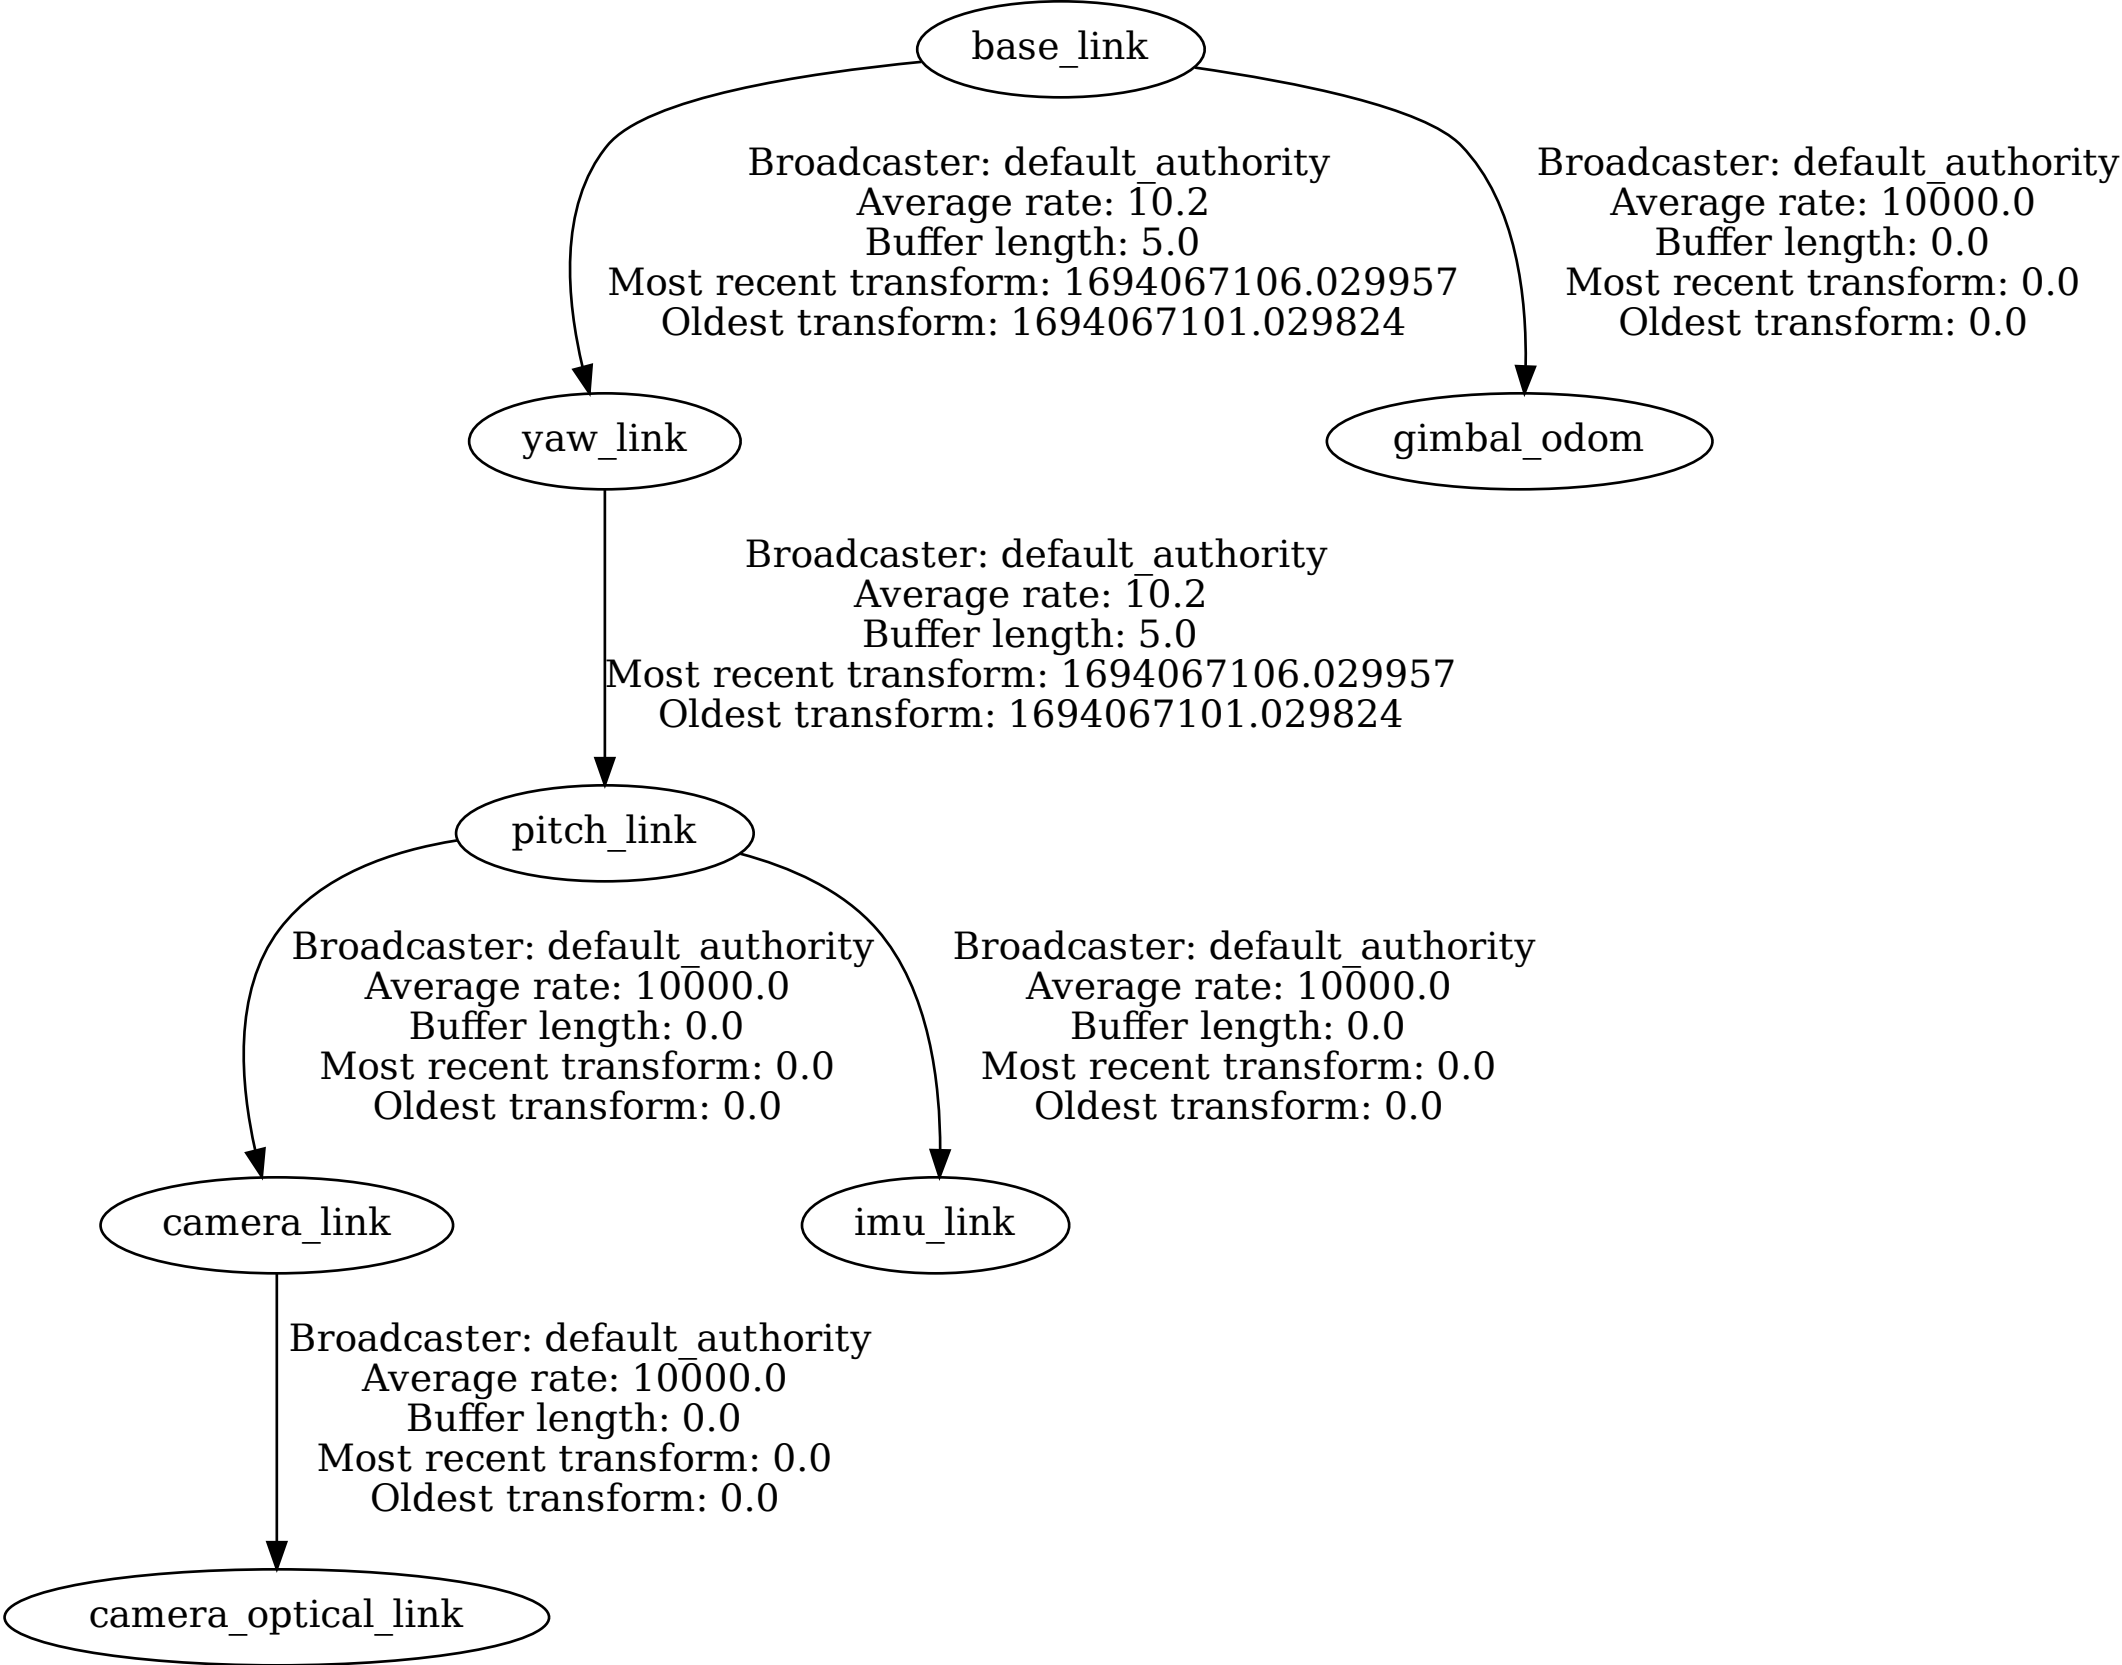 base_link
Broadcaster: default_authority
Average rate: 10.2
Buffer length: 5.0
Most recent transform: 1694067106.029957
Oldest transform: 1694067101.029824
Broadcaster: default_authority
Average rate: 10000.0
Buffer length: 0.0
Most recent transform: 0.0
Oldest transform: 0.0
yaw_link
gimbal_odom
Broadcaster: default_authority
Average rate: 10.2
Buffer length: 5.0
Most recent transform: 1694067106.029957
Oldest transform: 1694067101.029824
pitch_link
Broadcaster: default_authority
Average rate: 10000.0
Buffer length: 0.0
Most recent transform: 0.0
Oldest transform: 0.0
Broadcaster: default_authority
Average rate: 10000.0
Buffer length: 0.0
Most recent transform: 0.0
Oldest transform: 0.0
camera_link
imu_link
Broadcaster: default_authority
Average rate: 10000.0
Buffer length: 0.0
Most recent transform: 0.0
Oldest transform: 0.0
camera_optical_link